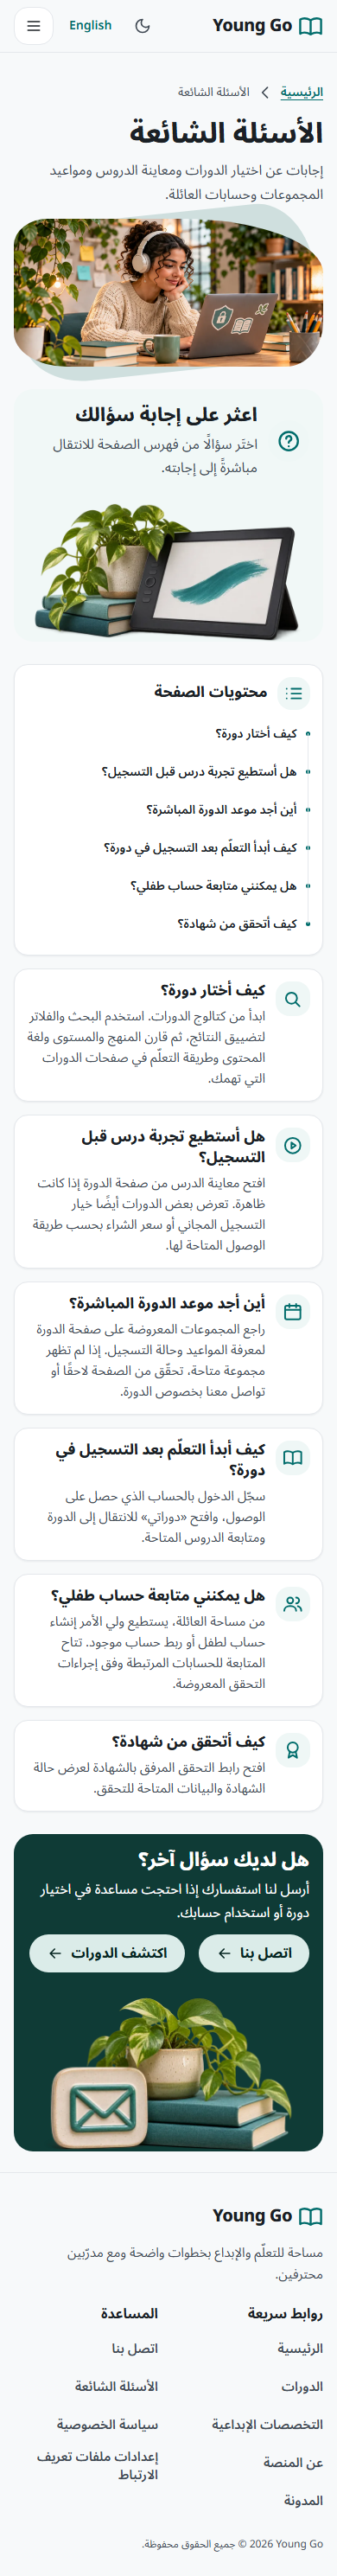 Young Go
English
الرئيسية
الأسئلة الشائعة
الأسئلة الشائعة
إجابات عن اختيار الدورات ومعاينة الدروس ومواعيد
المجموعات وحسابات العائلة.
اعثر على إجابة سؤالك
اختَر سؤالًا من فهرس الصفحة للانتقال
مباشرةً إلى إجابته.
محتويات الصفحة
كيف أختار دورة؟
هل أستطيع تجربة درس قبل التسجيل؟
أين أجد موعد الدورة المباشرة؟
كيف أبدأ التعلّم بعد التسجيل في دورة؟
هل يمكنني متابعة حساب طفلي؟
كيف أتحقق من شهادة؟
كيف أختار دورة؟
ابدأ من كتالوج الدورات. استخدم البحث والفلاتر
لتضييق النتائج، ثم قارن المنهج والمستوى ولغة
المحتوى وطريقة التعلّم في صفحات الدورات
التي تهمك.
هل أستطيع تجربة درس قبل
التسجيل؟
افتح معاينة الدرس من صفحة الدورة إذا كانت
ظاهرة. تعرض بعض الدورات أيضًا خيار
التسجيل المجاني أو سعر الشراء بحسب طريقة
الوصول المتاحة لها.
أين أجد موعد الدورة المباشرة؟
راجع المجموعات المعروضة على صفحة الدورة
لمعرفة المواعيد وحالة التسجيل. إذا لم تظهر
مجموعة متاحة، تحقّق من الصفحة لاحقًا أو
تواصل معنا بخصوص الدورة.
كيف أبدأ التعلّم بعد التسجيل في
دورة؟
سجّل الدخول بالحساب الذي حصل على
الوصول، وافتح «دوراتي» للانتقال إلى الدورة
ومتابعة الدروس المتاحة.
هل يمكنني متابعة حساب طفلي؟
من مساحة العائلة، يستطيع ولي الأمر إنشاء
حساب لطفل أو ربط حساب موجود. تتاح
المتابعة للحسابات المرتبطة وفق إجراءات
التحقق المعروضة.
كيف أتحقق من شهادة؟
افتح رابط التحقق المرفق بالشهادة لعرض حالة
الشهادة والبيانات المتاحة للتحقق.
هل لديك سؤال آخر؟
أرسل لنا استفسارك إذا احتجت مساعدة في اختيار
دورة أو استخدام حسابك.
اتصل بنا
اكتشف الدورات
Young Go
مساحة للتعلّم والإبداع بخطوات واضحة ومع مدرّبين
محترفين.
روابط سريعة
الرئيسية
الدورات
التخصصات الإبداعية
عن المنصة
المدونة
المساعدة
اتصل بنا
الأسئلة الشائعة
سياسة الخصوصية
إعدادات ملفات تعريف
الارتباط
© 2026 Young Go جميع الحقوق محفوظة.